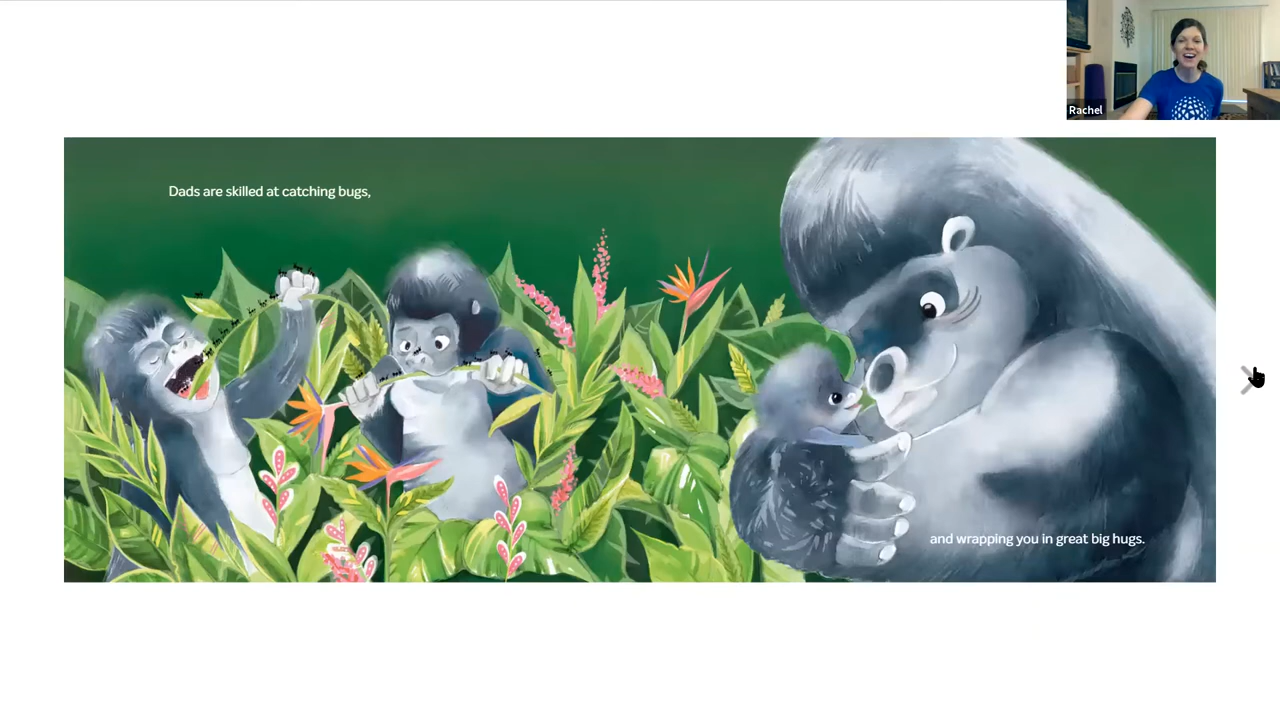 Rachel
Dads are skilled at catching bugs,
and wrapping you in great big hugs.